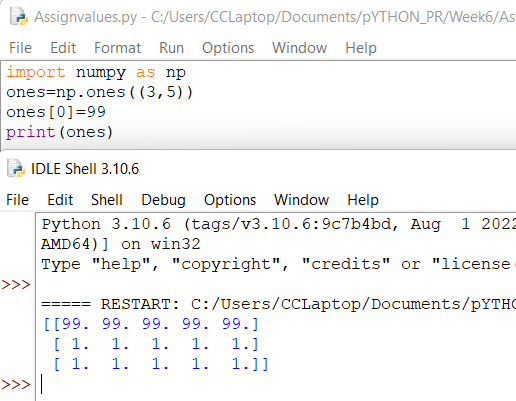 Assignvalues.py - C:/Users/CCLaptop/Documents/pYTHON_PR/Week6/As
File Edit Format Run Options Window Help
import numpy as np
ones=np.ones((3,5))
ones[0]=99
print(ones)
IDLE Shell 3.10.6
File Edit Shell Debug Options Window Help
Python 3.10.6 (tags/v3.10.6:9c7b4bd, Aug  1 2022
AMD64)] on win32
Type "help", "copyright", "credits" or "license(
>>>
===== RESTART: C:/Users/CCLaptop/Documents/pYTH
[[99. 99. 99. 99. 99.]
 [ 1.  1.  1.  1.  1.]
 [ 1.  1.  1.  1.  1.]]
>>>